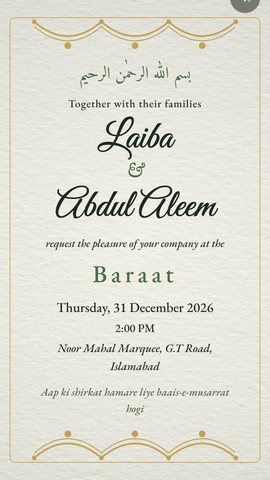 بسم الله الرحمن الرحيم
Together with their families
Laiba
&
Abdul Aleem
request the pleasure of your company at the
Baraat
Thursday, 31 December 2026
2:00 PM
Noor Mahal Marquee, G.T Road,
Islamabad
Aap ki shirkat hamare liye baais-e-musarrat
hogi